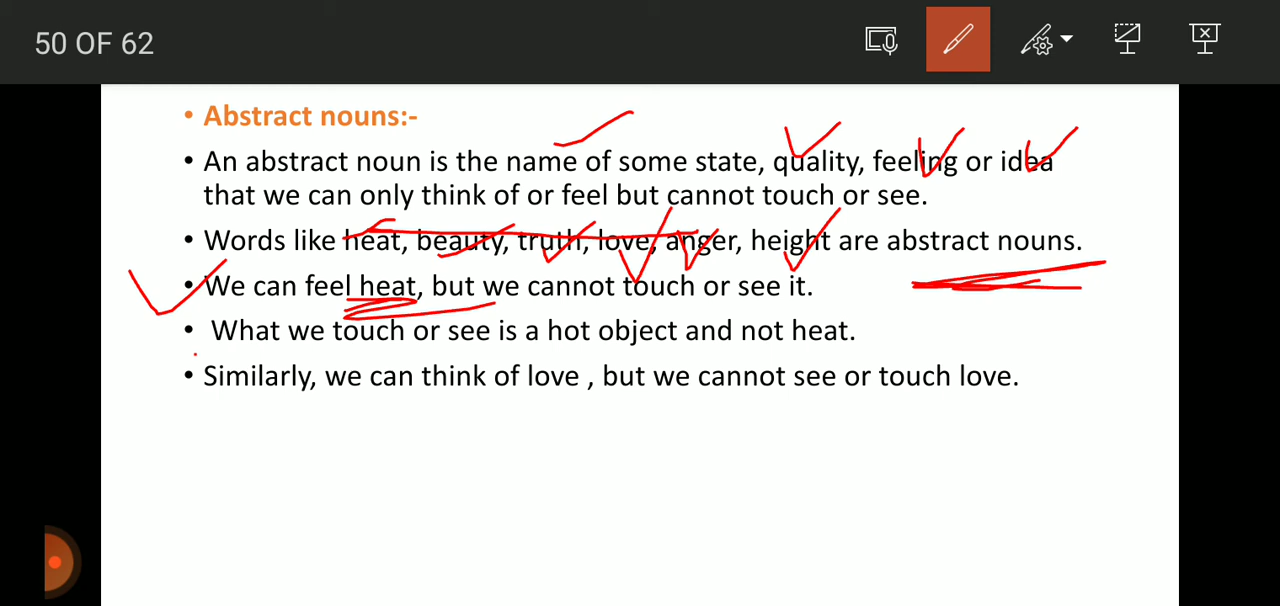 50 OF 62
• Abstract nouns:-
• An abstract noun is the name of some state, quality, feeling or idea
that we can only think of or feel but cannot touch or see.
• Words like heat, beauty, truth, love, anger, height are abstract nouns.
• We can feel heat, but we cannot touch or see it.
• What we touch or see is a hot object and not heat.
• Similarly, we can think of love , but we cannot see or touch love.